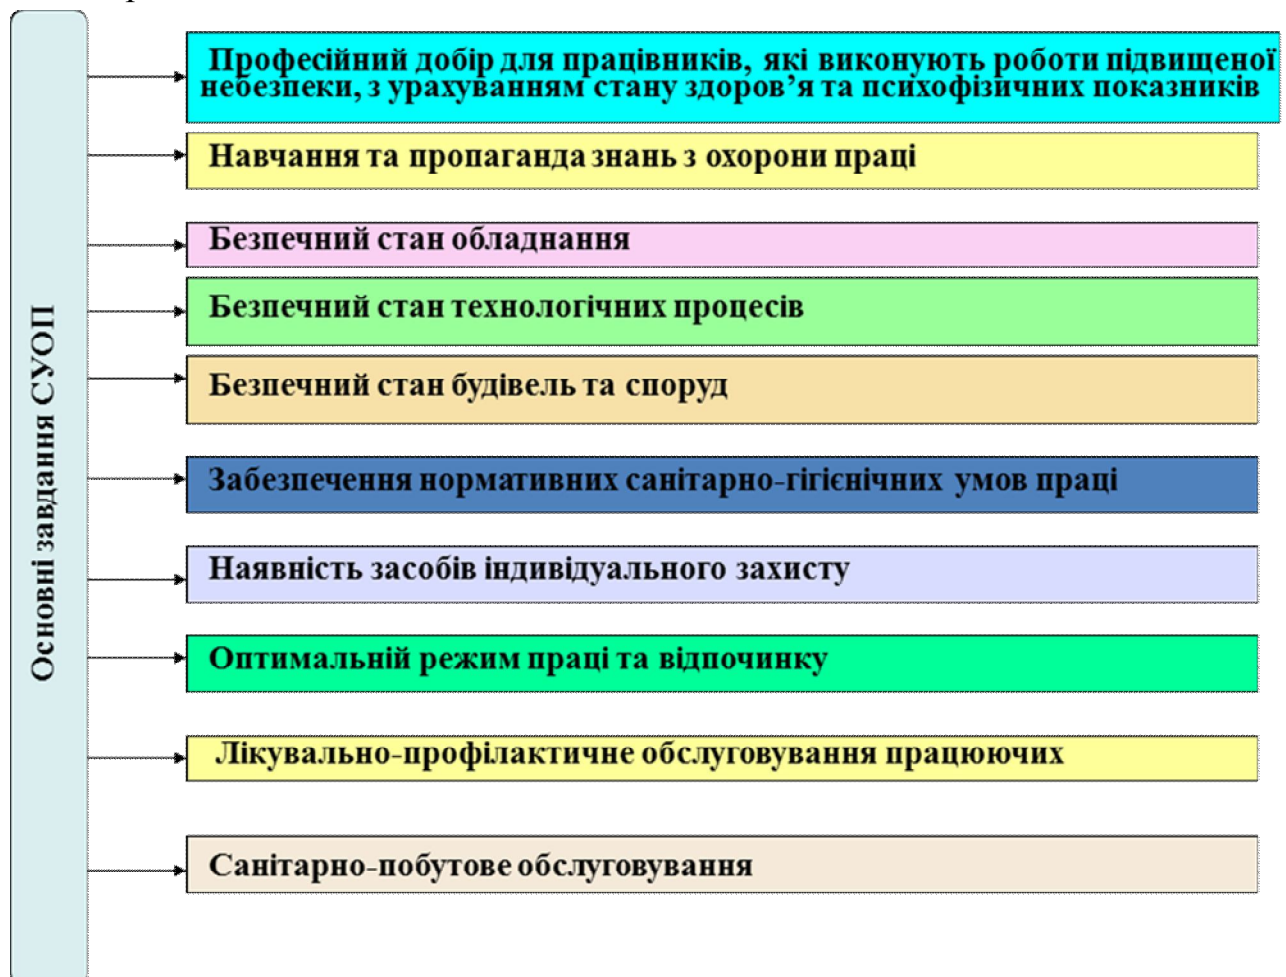 Основні завдання СУОП
Професійний добір для працівників, які виконують роботи підвищеної
небезпеки, з урахуванням стану здоров’я та психофізичних показників
Навчання та пропаганда знань з охорони праці
Безпечний стан обладнання
Безпечний стан технологічних процесів
Безпечний стан будівель та споруд
Забезпечення нормативних санітарно-гігієнічних умов праці
Наявність засобів індивідуального захисту
Оптимальній режим праці та відпочинку
Лікувально-профілактичне обслуговування працюючих
Санітарно-побутове обслуговування